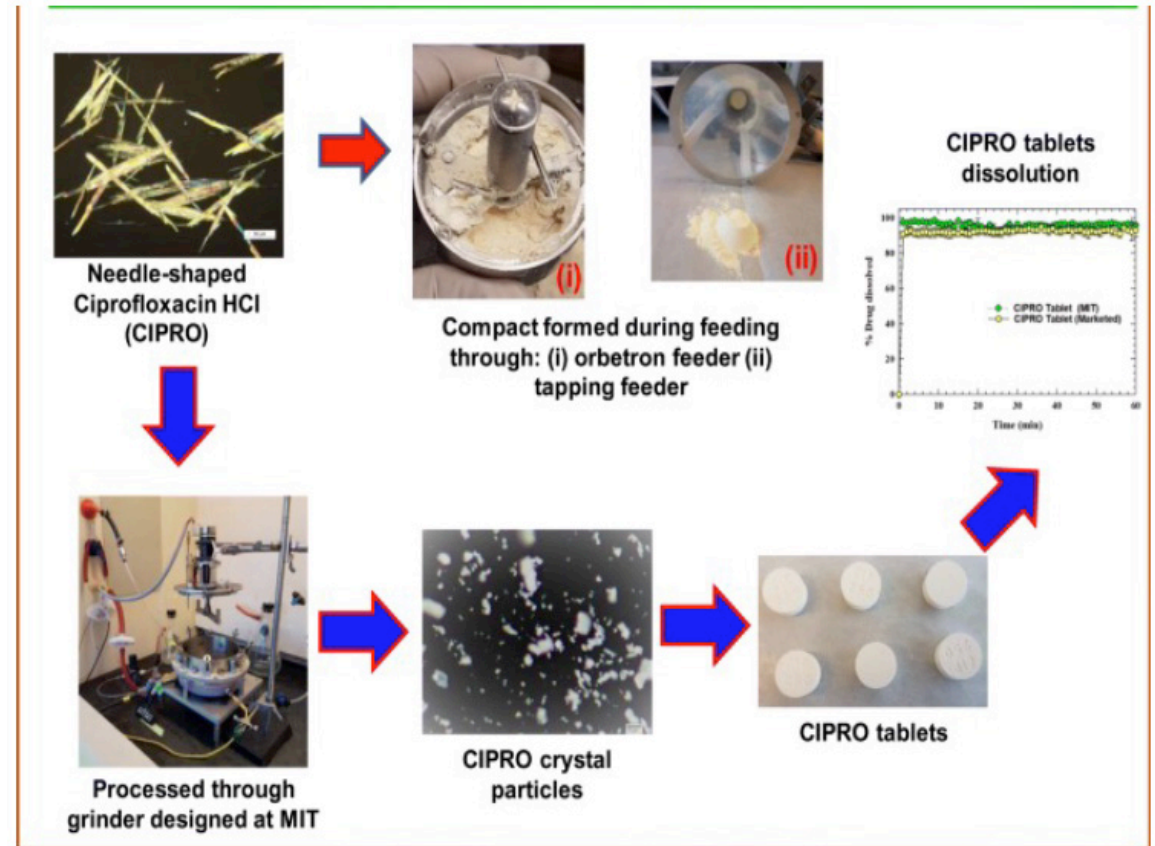 Needle-shaped
Ciprofloxacin HCl
(CIPRO)
(i)
(ii)
Compact formed during feeding
through: (i) orbetron feeder (ii)
tapping feeder
CIPRO tablets
dissolution
100
80
60
40
20
0
% Drug dissolved
CIPRO Tablet (MIT)
CIPRO Tablet (Marketed)
0 10 20 30 40 50 60
Time (min)
Processed through
grinder designed at MIT
CIPRO crystal
particles
CIPRO tablets